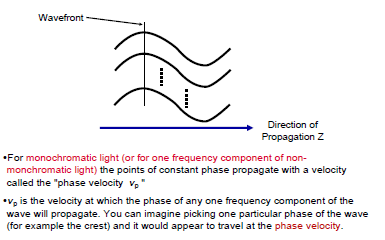 Wavefront
Direction of
Propagation Z
•For monochromatic light (or for one frequency component of non-
monchromatic light) the points of constant phase propagate with a velocity
called the "phase velocity vp "
•vp is the velocity at which the phase of any one frequency component of the
wave will propagate. You can imagine picking one particular phase of the wave
(for example the crest) and it would appear to travel at the phase velocity.